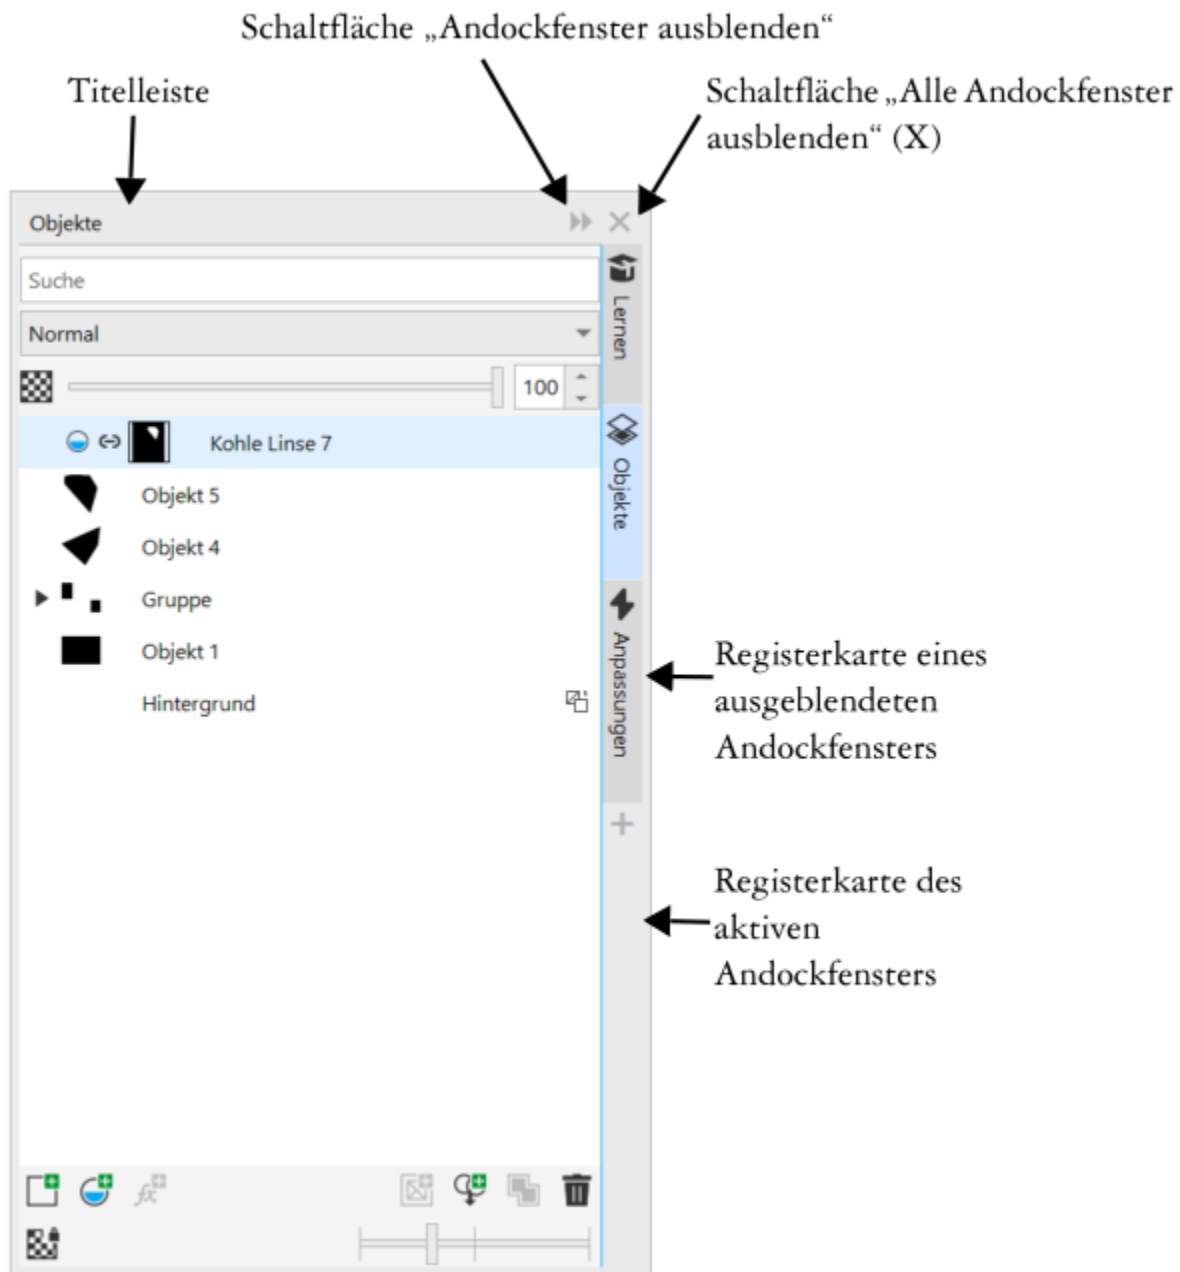 Schaltfläche „Andockfenster ausblenden“
Titelleiste
Schaltfläche „Alle Andockfenster
ausblenden“ (X)
Objekte
Suche
Normal
100
Kohle Linse 7
Objekt 5
Objekt 4
Gruppe
Objekt 1
Hintergrund
Lernen
Objekte
Anpassungen
Registerkarte eines
ausgeblendeten
Andockfensters
Registerkarte des
aktiven
Andockfensters
fx